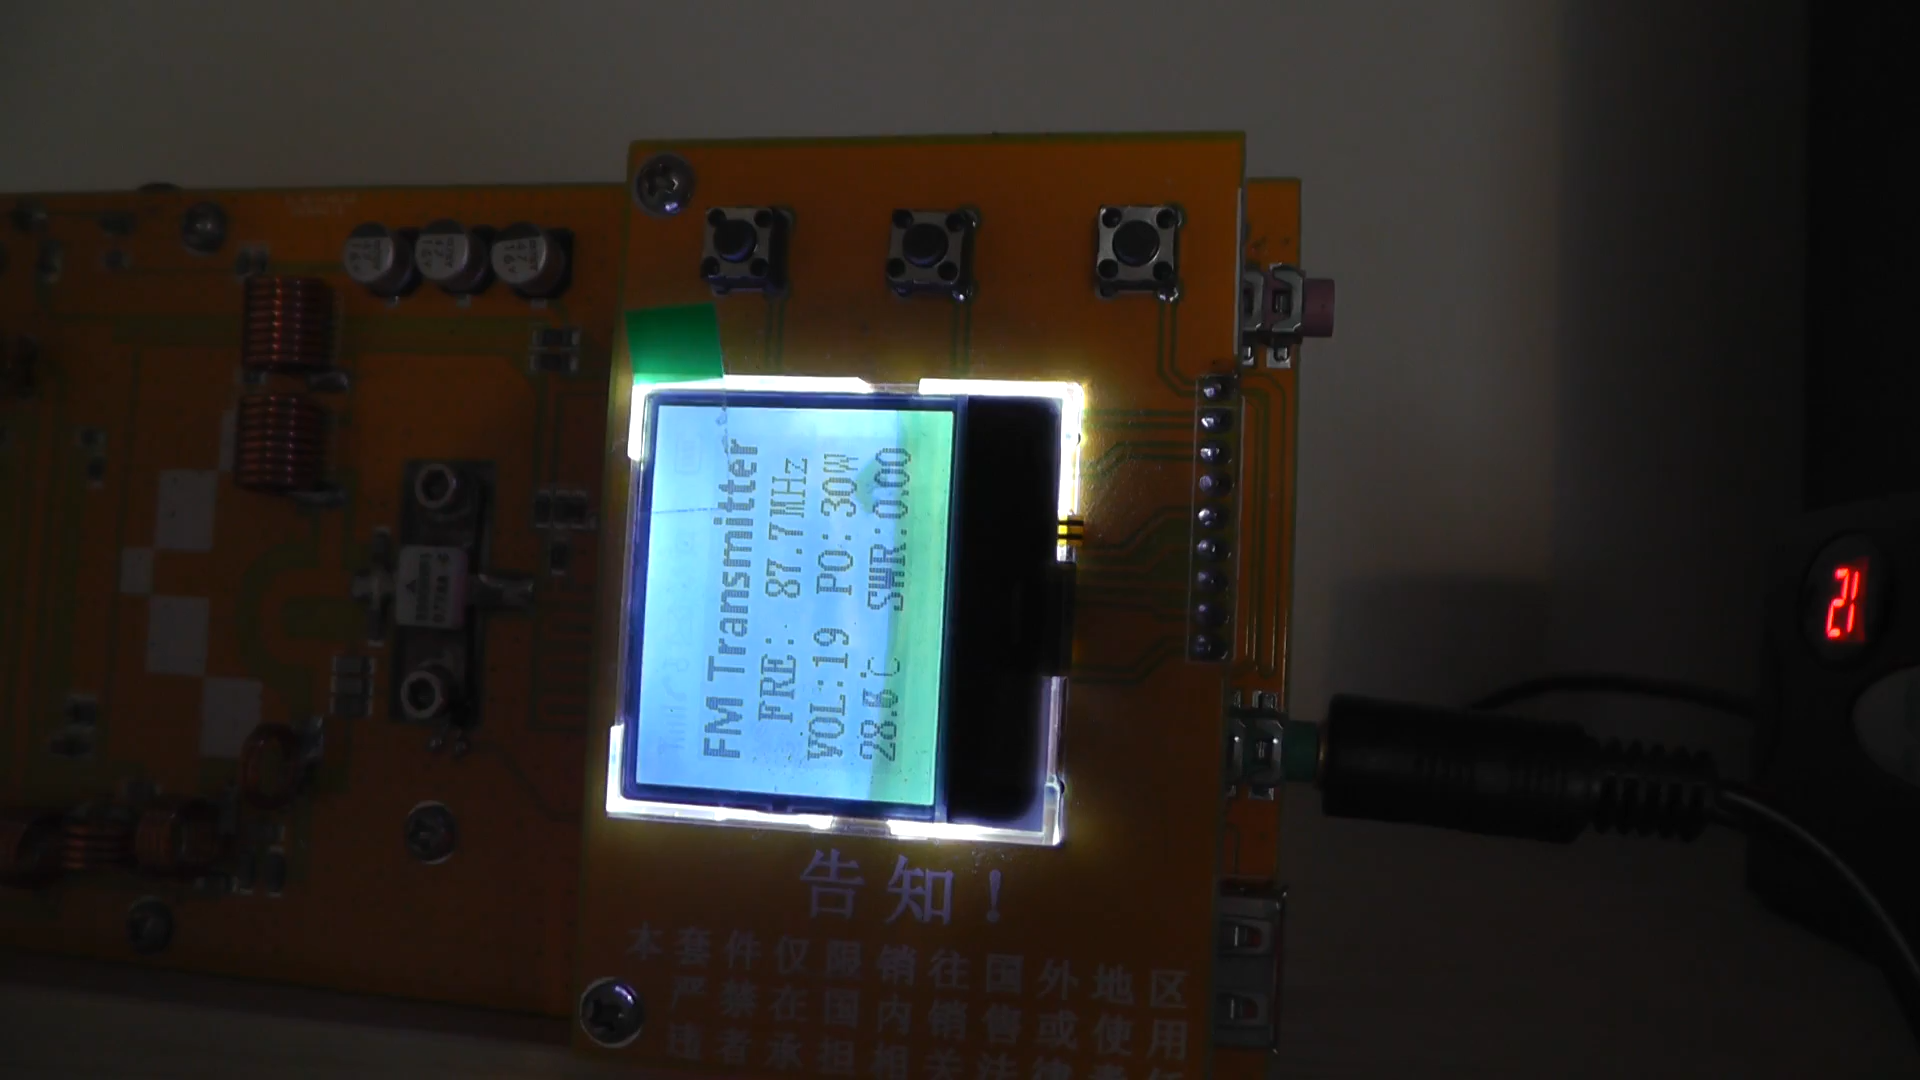 FM Transmitter
FRE: 87.7MHz
VOL:19 PO:30W
28.6℃ SWR:0.00
告知!
本套件仅限销往国外地区
严禁在国内销售或使用
违者承担相关法律责任
21